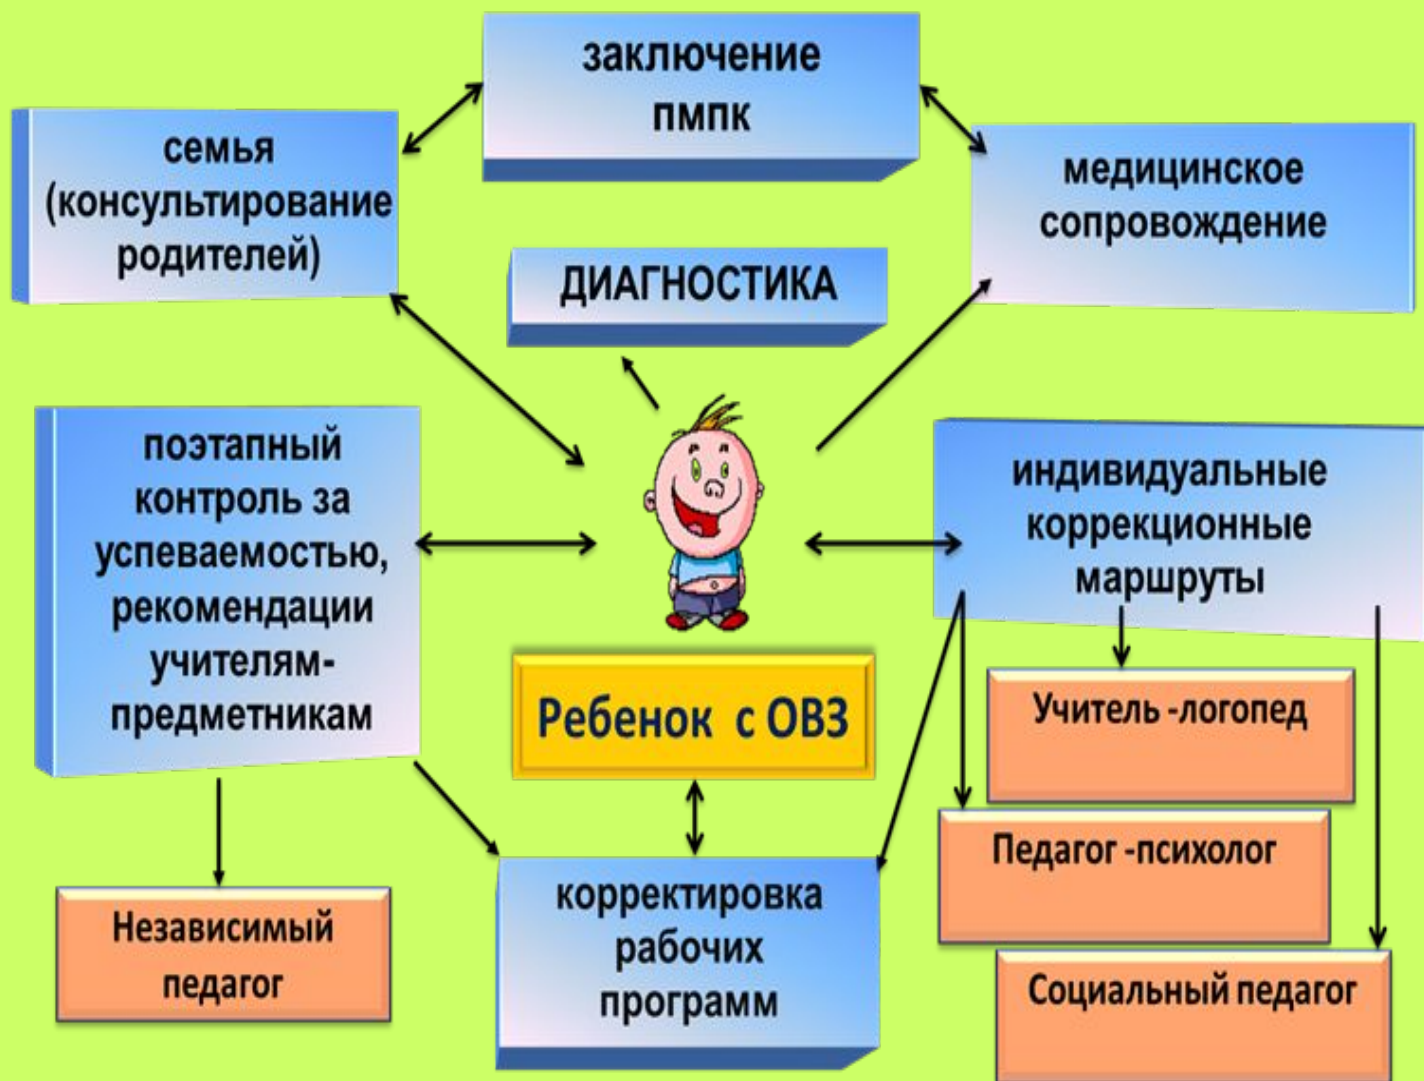 заключение
пмпк
семья
(консультирование
родителей)
медицинское
сопровождение
ДИАГНОСТИКА
поэтапный
контроль за
успеваемостью,
рекомендации
учителям-
предметникам
индивидуальные
коррекционные
маршруты
Ребенок с ОВЗ
Учитель -логопед
Педагог -психолог
Независимый
педагог
корректировка
рабочих
программ
Социальный педагог